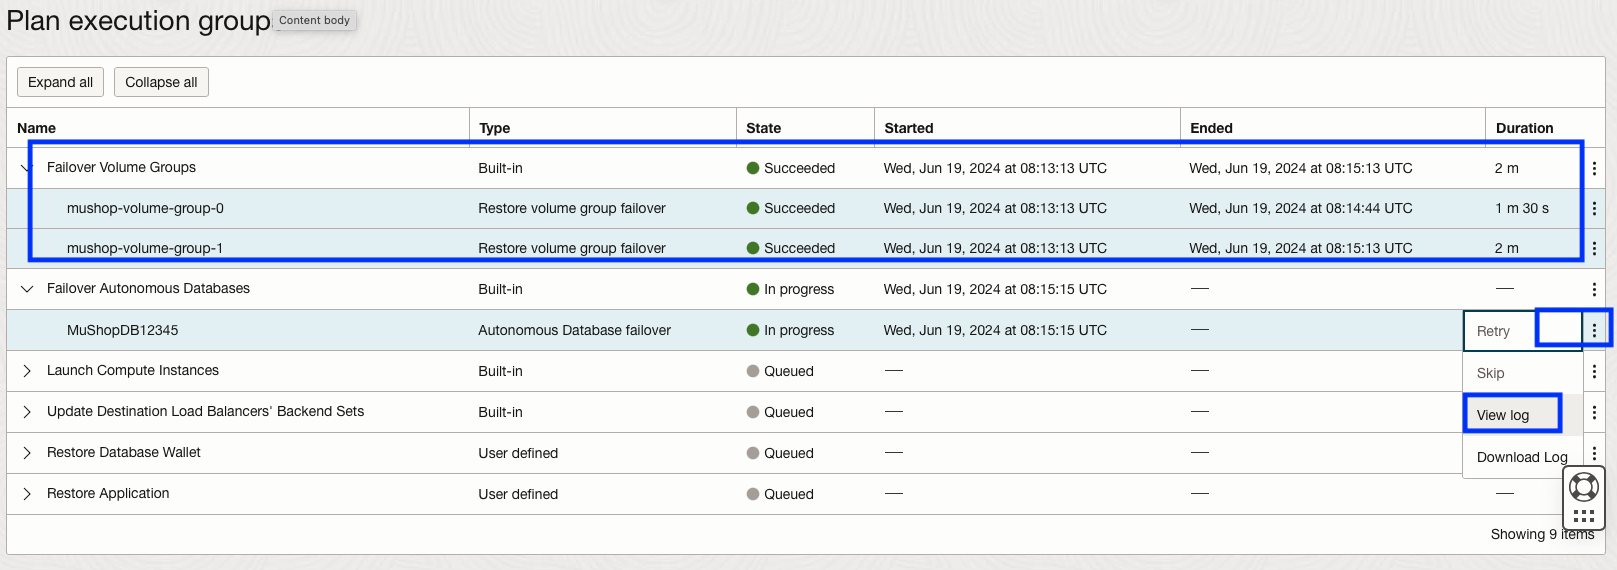 Plan execution group
Content body
Expand all Collapse all
Name Type State Started Ended Duration
Failover Volume Groups Built-in Succeeded Wed, Jun 19, 2024 at 08:13:13 UTC Wed, Jun 19, 2024 at 08:15:13 UTC 2 m
mushop-volume-group-0 Restore volume group failover Succeeded Wed, Jun 19, 2024 at 08:13:13 UTC Wed, Jun 19, 2024 at 08:14:44 UTC 1 m 30 s
mushop-volume-group-1 Restore volume group failover Succeeded Wed, Jun 19, 2024 at 08:13:13 UTC Wed, Jun 19, 2024 at 08:15:13 UTC 2 m
Failover Autonomous Databases Built-in In progress Wed, Jun 19, 2024 at 08:15:15 UTC — —
MuShopDB12345 Autonomous Database failover In progress Wed, Jun 19, 2024 at 08:15:15 UTC — Retry
Launch Compute Instances Built-in Queued — — Skip
Update Destination Load Balancers' Backend Sets Built-in Queued — — View log
Restore Database Wallet User defined Queued — — Download Log
Restore Application User defined Queued — — —
Showing 9 items